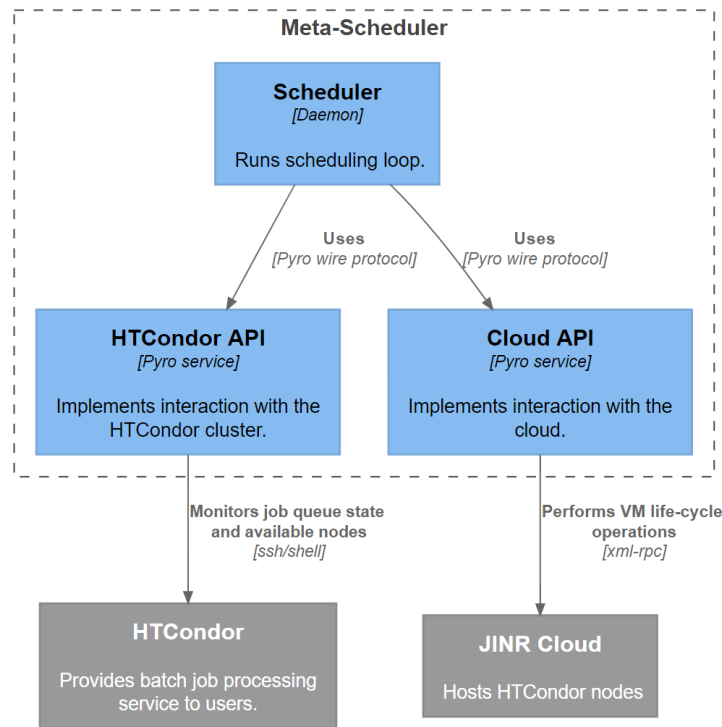 Meta-Scheduler
Scheduler
[Daemon]
Runs scheduling loop.
Uses
[Pyro wire protocol]
Uses
[Pyro wire protocol]
HTCondor API
[Pyro service]
Implements interaction with the
HTCondor cluster.
Cloud API
[Pyro service]
Implements interaction with the
cloud.
Monitors job queue state
and available nodes
[ssh/shell]
Performs VM life-cycle
operations
[xml-rpc]
HTCondor
Provides batch job processing
service to users.
JINR Cloud
Hosts HTCondor nodes